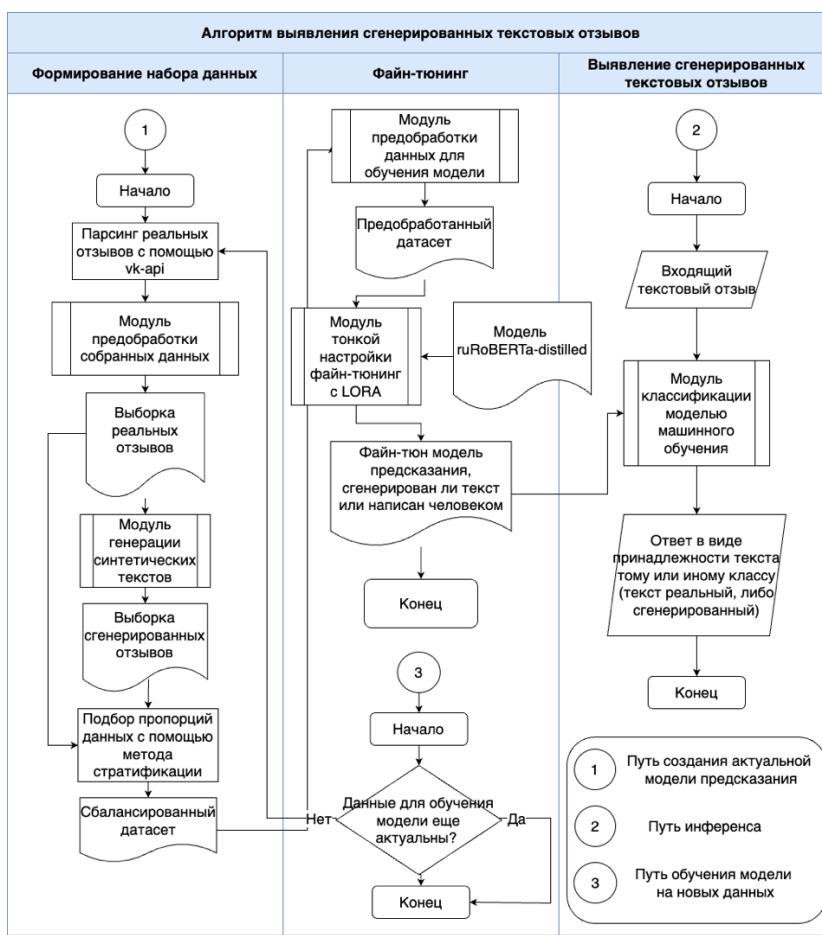 Алгоритм выявления сгенерированных текстовых отзывов
Формирование набора данных
Файн-тюнинг
Выявление сгенерированных
текстовых отзывов
1
Начало
Парсинг реальных
отзывов с помощью
vk-api
Модуль
предобработки
собранных данных
Выборка
реальных
отзывов
Модуль
генерации
синтетических
текстов
Выборка
сгенерированных
отзывов
Подбор пропорций
данных с помощью
метода
стратификации
Сбалансированный
датасет
Модуль
предобработки
данных для
обучения модели
Предобработанный
датасет
Модуль
тонкой
настройки
файн-тюнинг
с LORA
Модель
ruRoBERTa-distilled
Файн-тюн модель
предсказания,
сгенерирован ли текст
или написан человеком
Конец
3
Начало
Данные для обучения
модели еще
актуальны?
Нет
Да
Конец
2
Начало
Входящий
текстовый отзыв
Модуль
классификации
моделью
машинного
обучения
Ответ в виде
принадлежности текста
тому или иному классу
(текст реальный, либо
сгенерированный)
Конец
1
Путь создания актуальной
модели предсказания
2
Путь инференса
3
Путь обучения модели
на новых данных